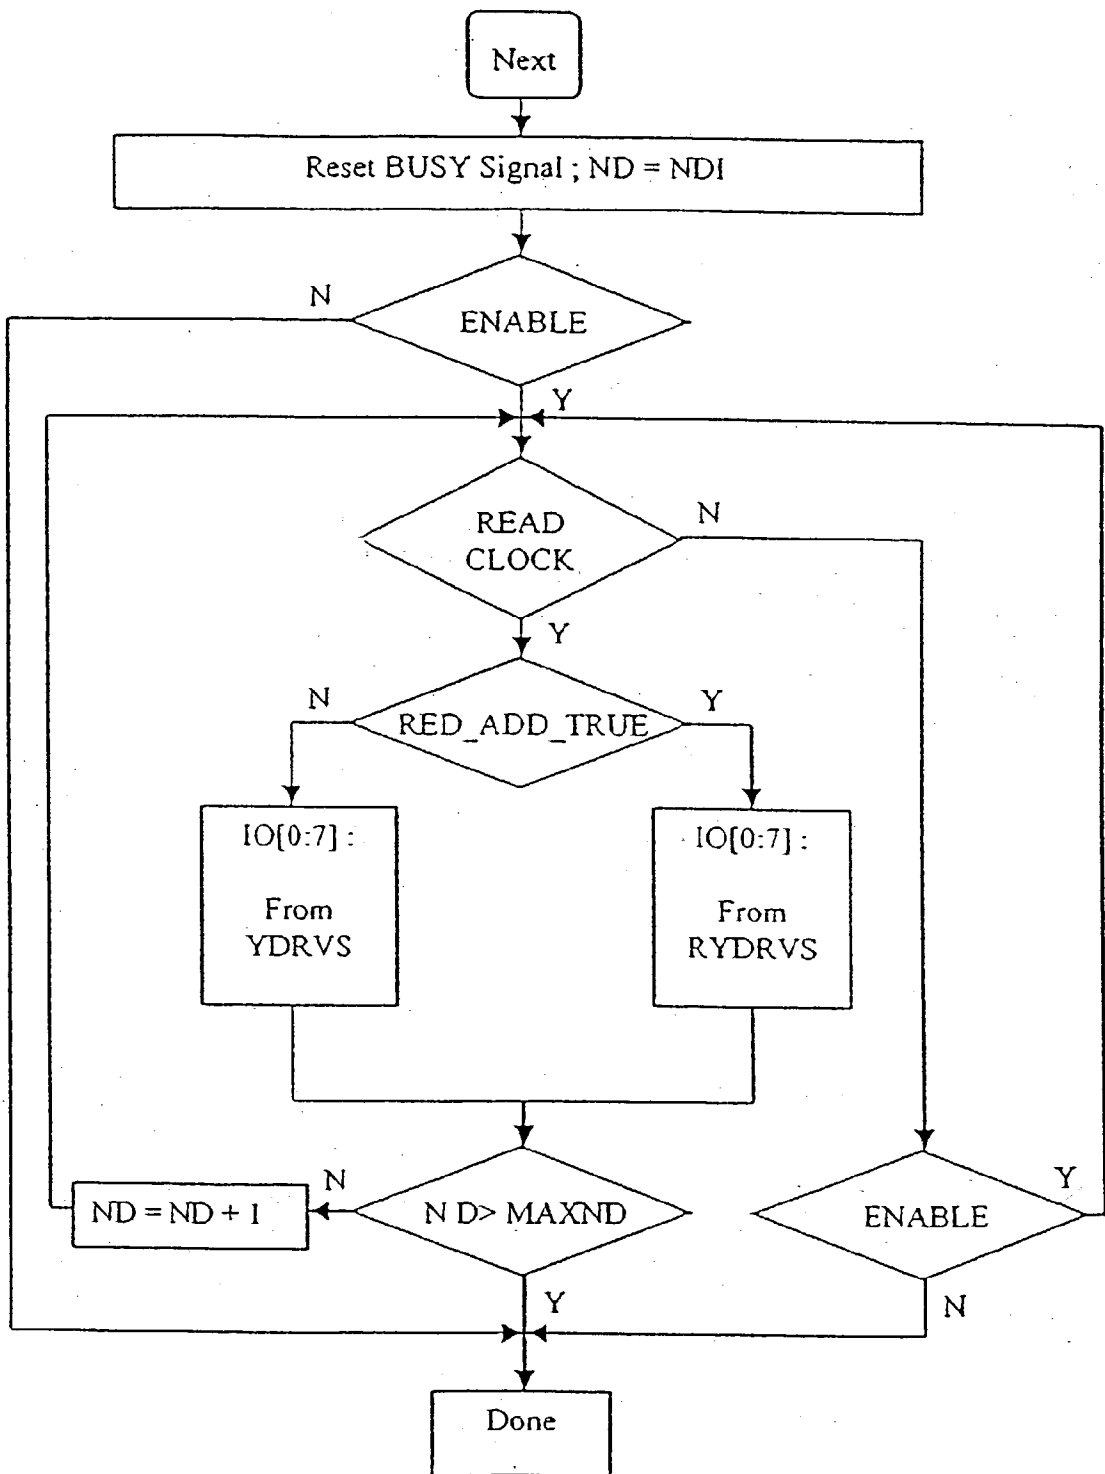 Next
Reset BUSY Signal ; ND = NDI
N
ENABLE
Y
READ
CLOCK
N
Y
N
RED_ADD_TRUE
Y
IO[0:7] :
From
YDRVS
IO[0:7] :
From
RYDRVS
ND = ND + 1
N
N D> MAXND
Y
ENABLE
Y
N
Done